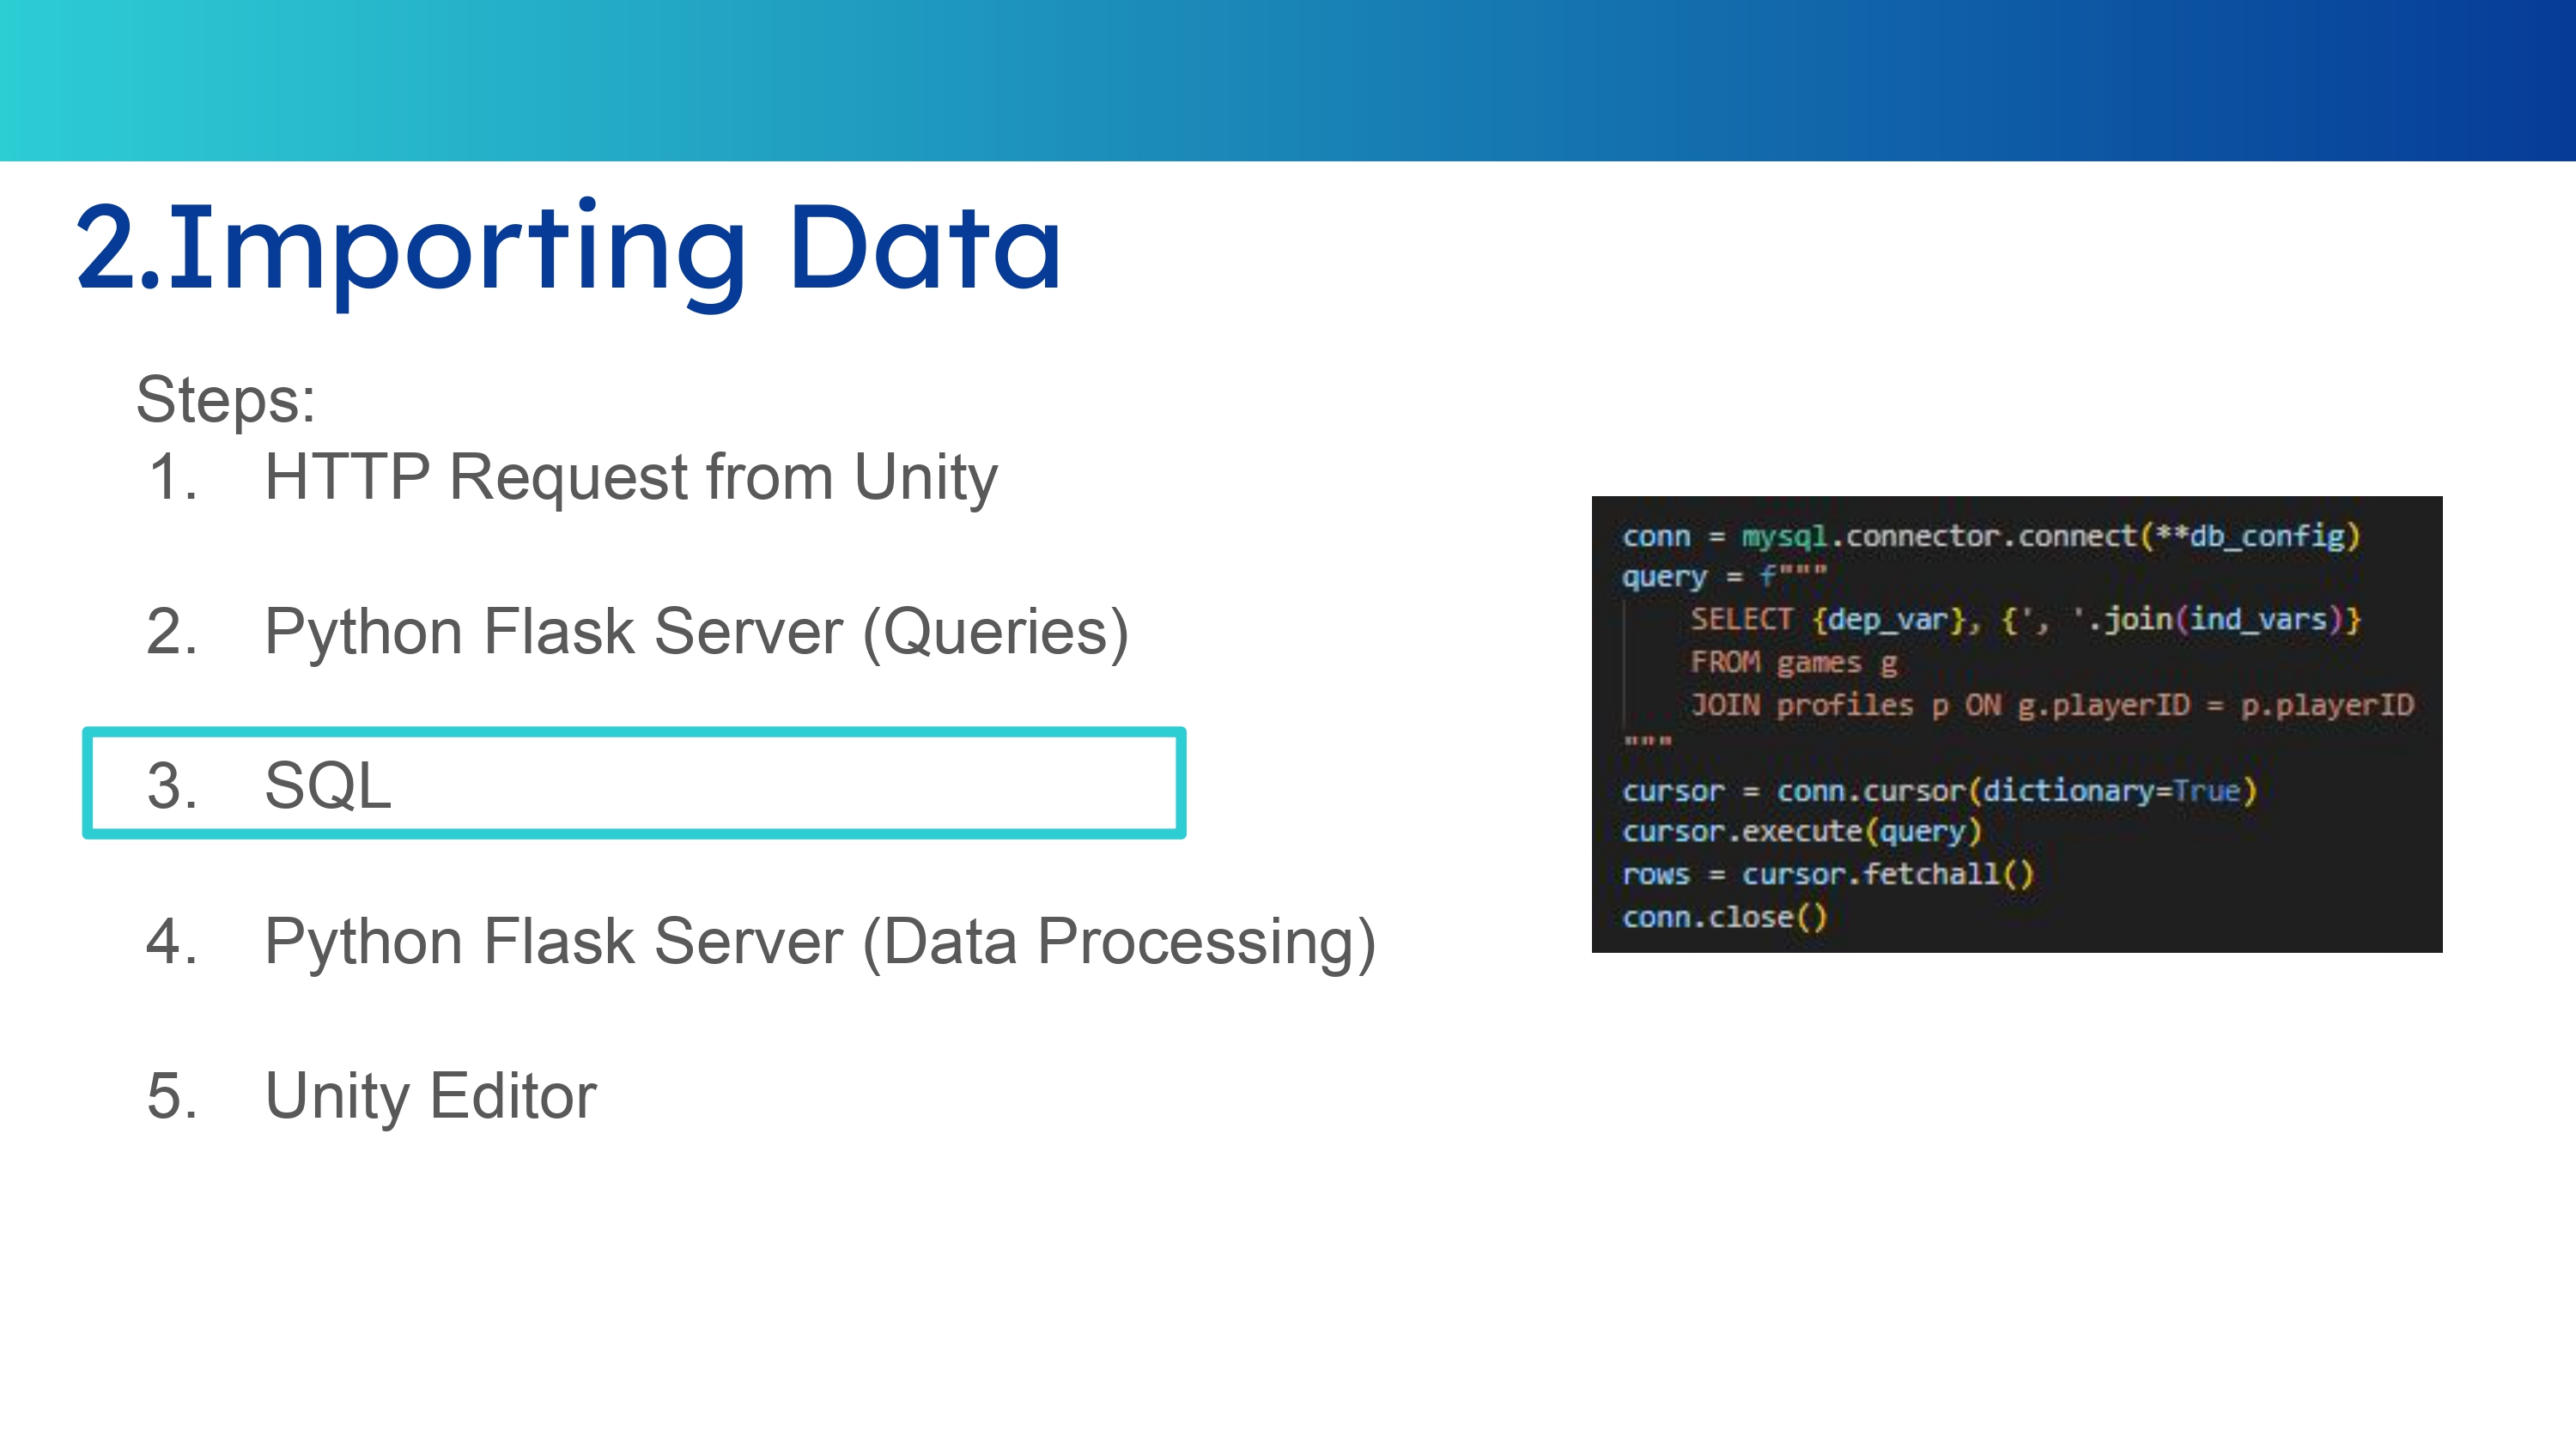 2.Importing Data
Steps:
1. HTTP Request from Unity
2. Python Flask Server (Queries)
3. SQL
4. Python Flask Server (Data Processing)
5. Unity Editor
conn = mysql.connector.connect(**db_config)
query = f"""
    SELECT {dep_var}, {', '.join(ind_vars)}
    FROM games g
    JOIN profiles p ON g.playerID = p.playerID
"""
cursor = conn.cursor(dictionary=True)
cursor.execute(query)
rows = cursor.fetchall()
conn.close()